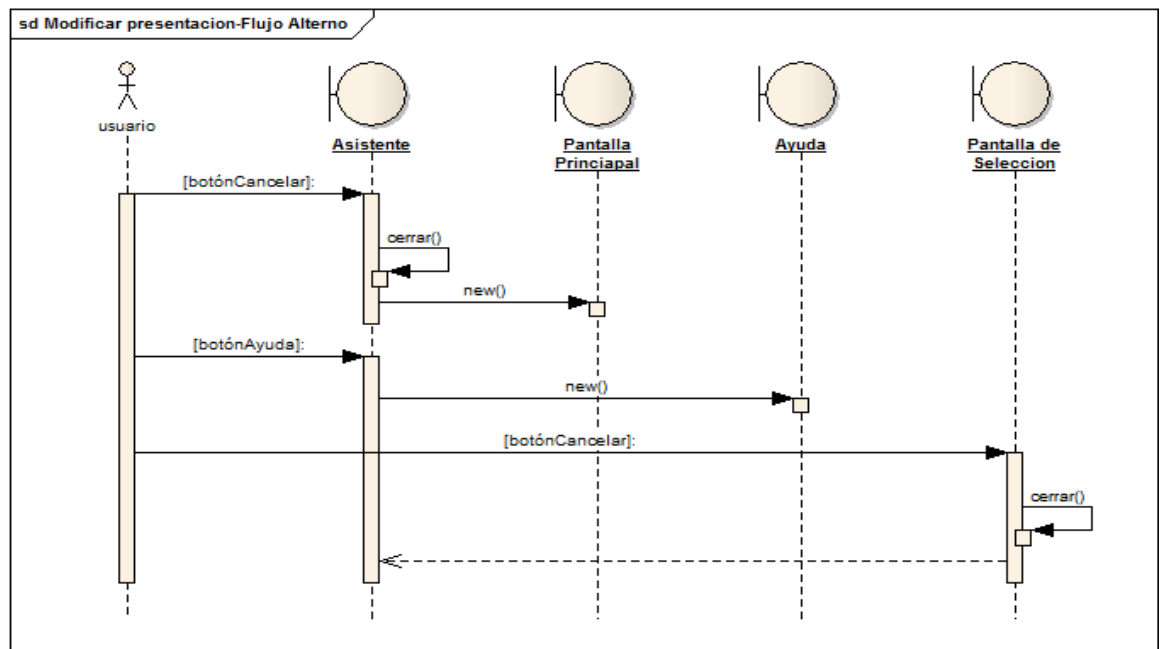 sd Modificar presentacion-Flujo Alterno
usuario
Asistente
Pantalla
Princiapal
Ayuda
Pantalla de
Seleccion
[botónCancelar]:
cerrar()
new()
[botónAyuda]:
new()
[botónCancelar]:
cerrar()